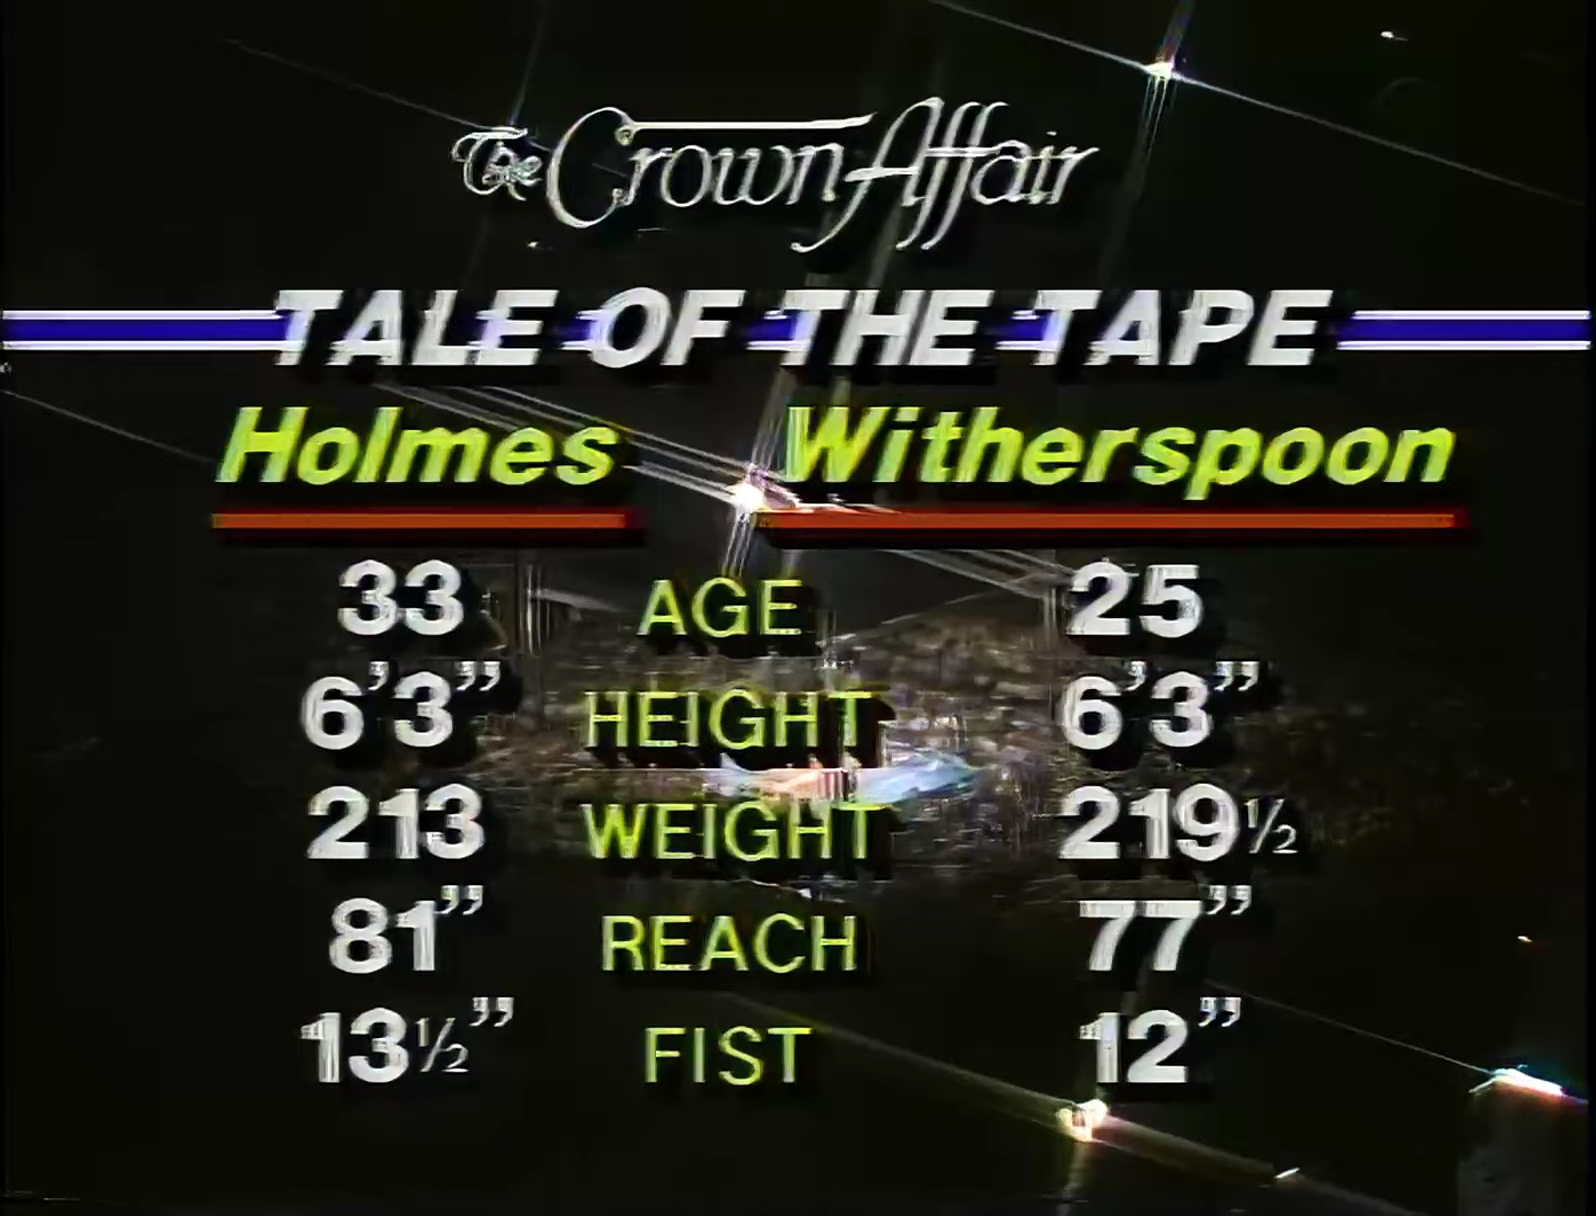 The Crown Affair
TALE OF THE TAPE
Holmes Witherspoon
33 AGE 25
6'3" HEIGHT 6'3"
213 WEIGHT 219½
81" REACH 77"
13½" FIST 12"